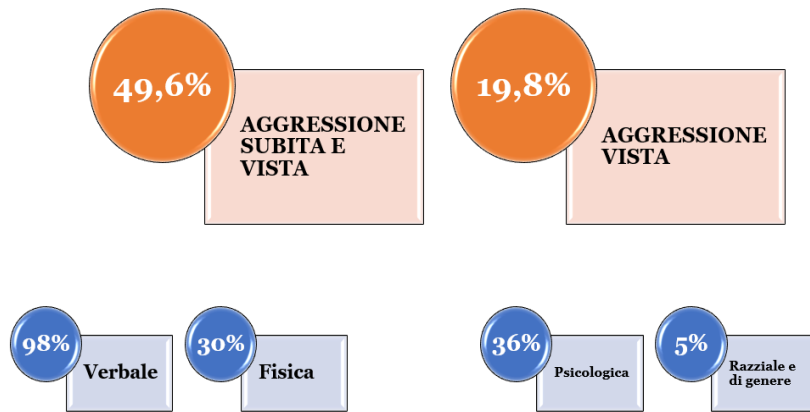 49,6%
AGGRESSIONE
SUBITA E
VISTA
19,8%
AGGRESSIONE
VISTA
98%
Verbale
30%
Fisica
36%
Psicologica
5%
Razziale e
di genere